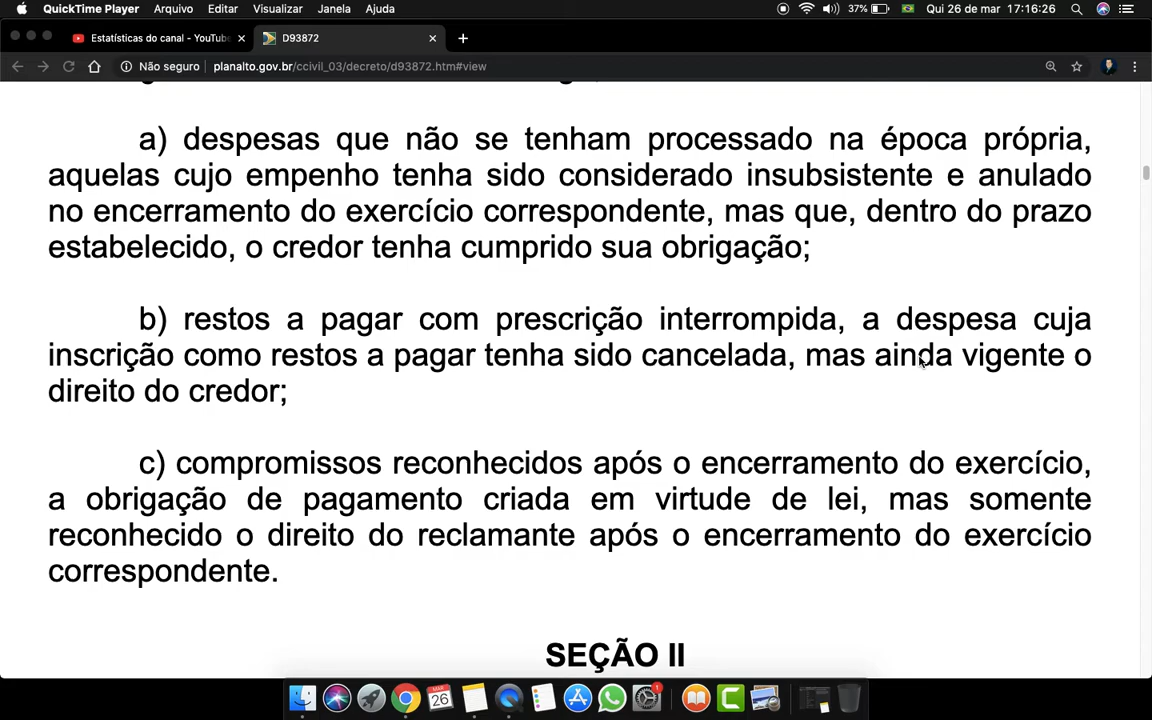 QuickTime Player Arquivo Editar Visualizar Janela Ajuda 37% Qui 26 de mar 17:16:26
Estatísticas do canal - YouTub D93872
Não seguro planalto.gov.br/ccivil_03/decreto/d93872.htm#view
a) despesas que não se tenham processado na época própria,
aquelas cujo empenho tenha sido considerado insubsistente e anulado
no encerramento do exercício correspondente, mas que, dentro do prazo
estabelecido, o credor tenha cumprido sua obrigação;
b) restos a pagar com prescrição interrompida, a despesa cuja
inscrição como restos a pagar tenha sido cancelada, mas ainda vigente o
direito do credor;
c) compromissos reconhecidos após o encerramento do exercício,
a obrigação de pagamento criada em virtude de lei, mas somente
reconhecido o direito do reclamante após o encerramento do exercício
correspondente.
SEÇÃO II
MAR
26
1